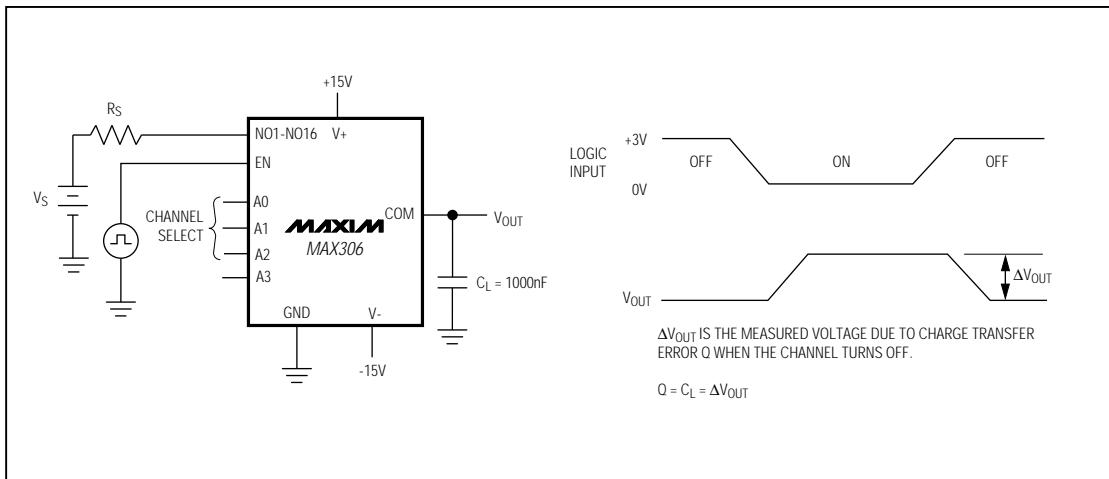 +15V
RS
NO1-NO16 V+
EN
VS
A0
CHANNEL
SELECT
A1
A2
A3
MAXIM
MAX306
COM
VOUT
CL = 1000nF
GND
V-
-15V
LOGIC
INPUT
+3V
0V
OFF
ON
OFF
VOUT
ΔVOUT
ΔVOUT IS THE MEASURED VOLTAGE DUE TO CHARGE TRANSFER
ERROR Q WHEN THE CHANNEL TURNS OFF.
Q = CL = ΔVOUT